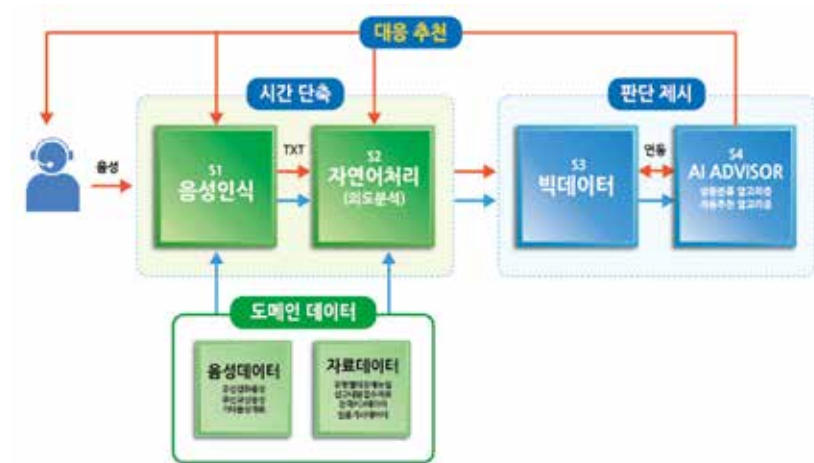 대응 추천
시간 단축
판단 제시
음성
S1
음성인식
TXT
S2
자연어처리
(의도분석)
S3
빅데이터
연동
S4
AI ADVISOR
도메인 데이터
음성데이터
자료데이터